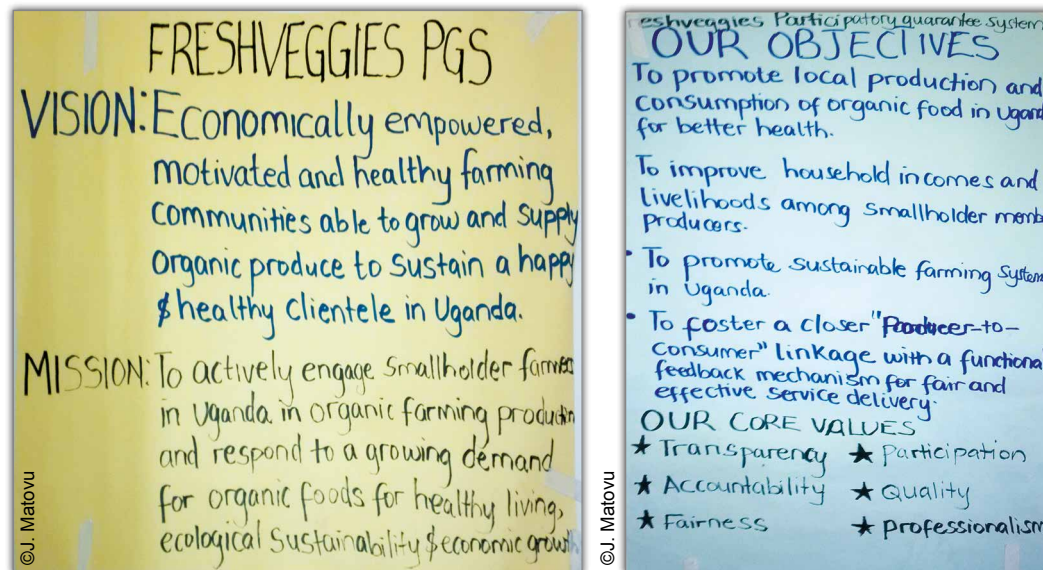 FRESHVEGGIES PGS
VISION: Economically empowered,
motivated and healthy farming
communities able to grow and supply
organic produce to sustain a happy
$ healthy clientele in Uganda.
MISSION: To actively engage smallholder farmers
in Uganda in organic farming production
and respond to a growing demand
for organic foods for healthy living,
ecological sustainability $ economic growth
©J. Matovu
eshveggies Participatory guarantee system
OUR OBJECTIVES
To promote local production and
consumption of organic food in Ugand
for better health.
To improve household incomes and
livelihoods among smallholder memb
producers.
• To promote sustainable farming system
in Uganda.
• To foster a closer "Producer-to-
consumer" linkage with a functiona
feedback mechanism for fair and
effective service delivery.
OUR CORE VALUES
★ Transparency ★ Participation
★ Accountability ★ Quality
★ Fairness ★ professionalism
©J. Matovu